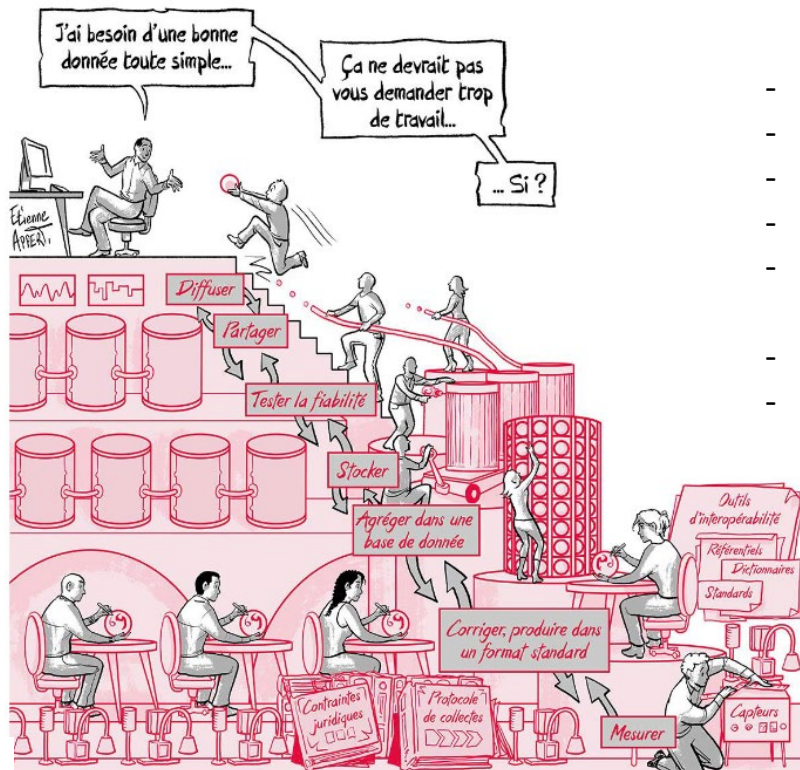 J'ai besoin d'une bonne
donnée toute simple...
Ça ne devrait pas
vous demander trop
de travail...
... Si ?
Etienne
APPERT
Diffuser
Partager
Tester la fiabilité
Stocker
Agréger dans une
base de donnée
Corriger, produire dans
un format standard
Mesurer
Outils
d'interopérabilité
Référentiels
Dictionnaires
Standards
Contraintes
juridiques
Protocole
de collectes
Capteurs
-
-
-
-
-
-
-